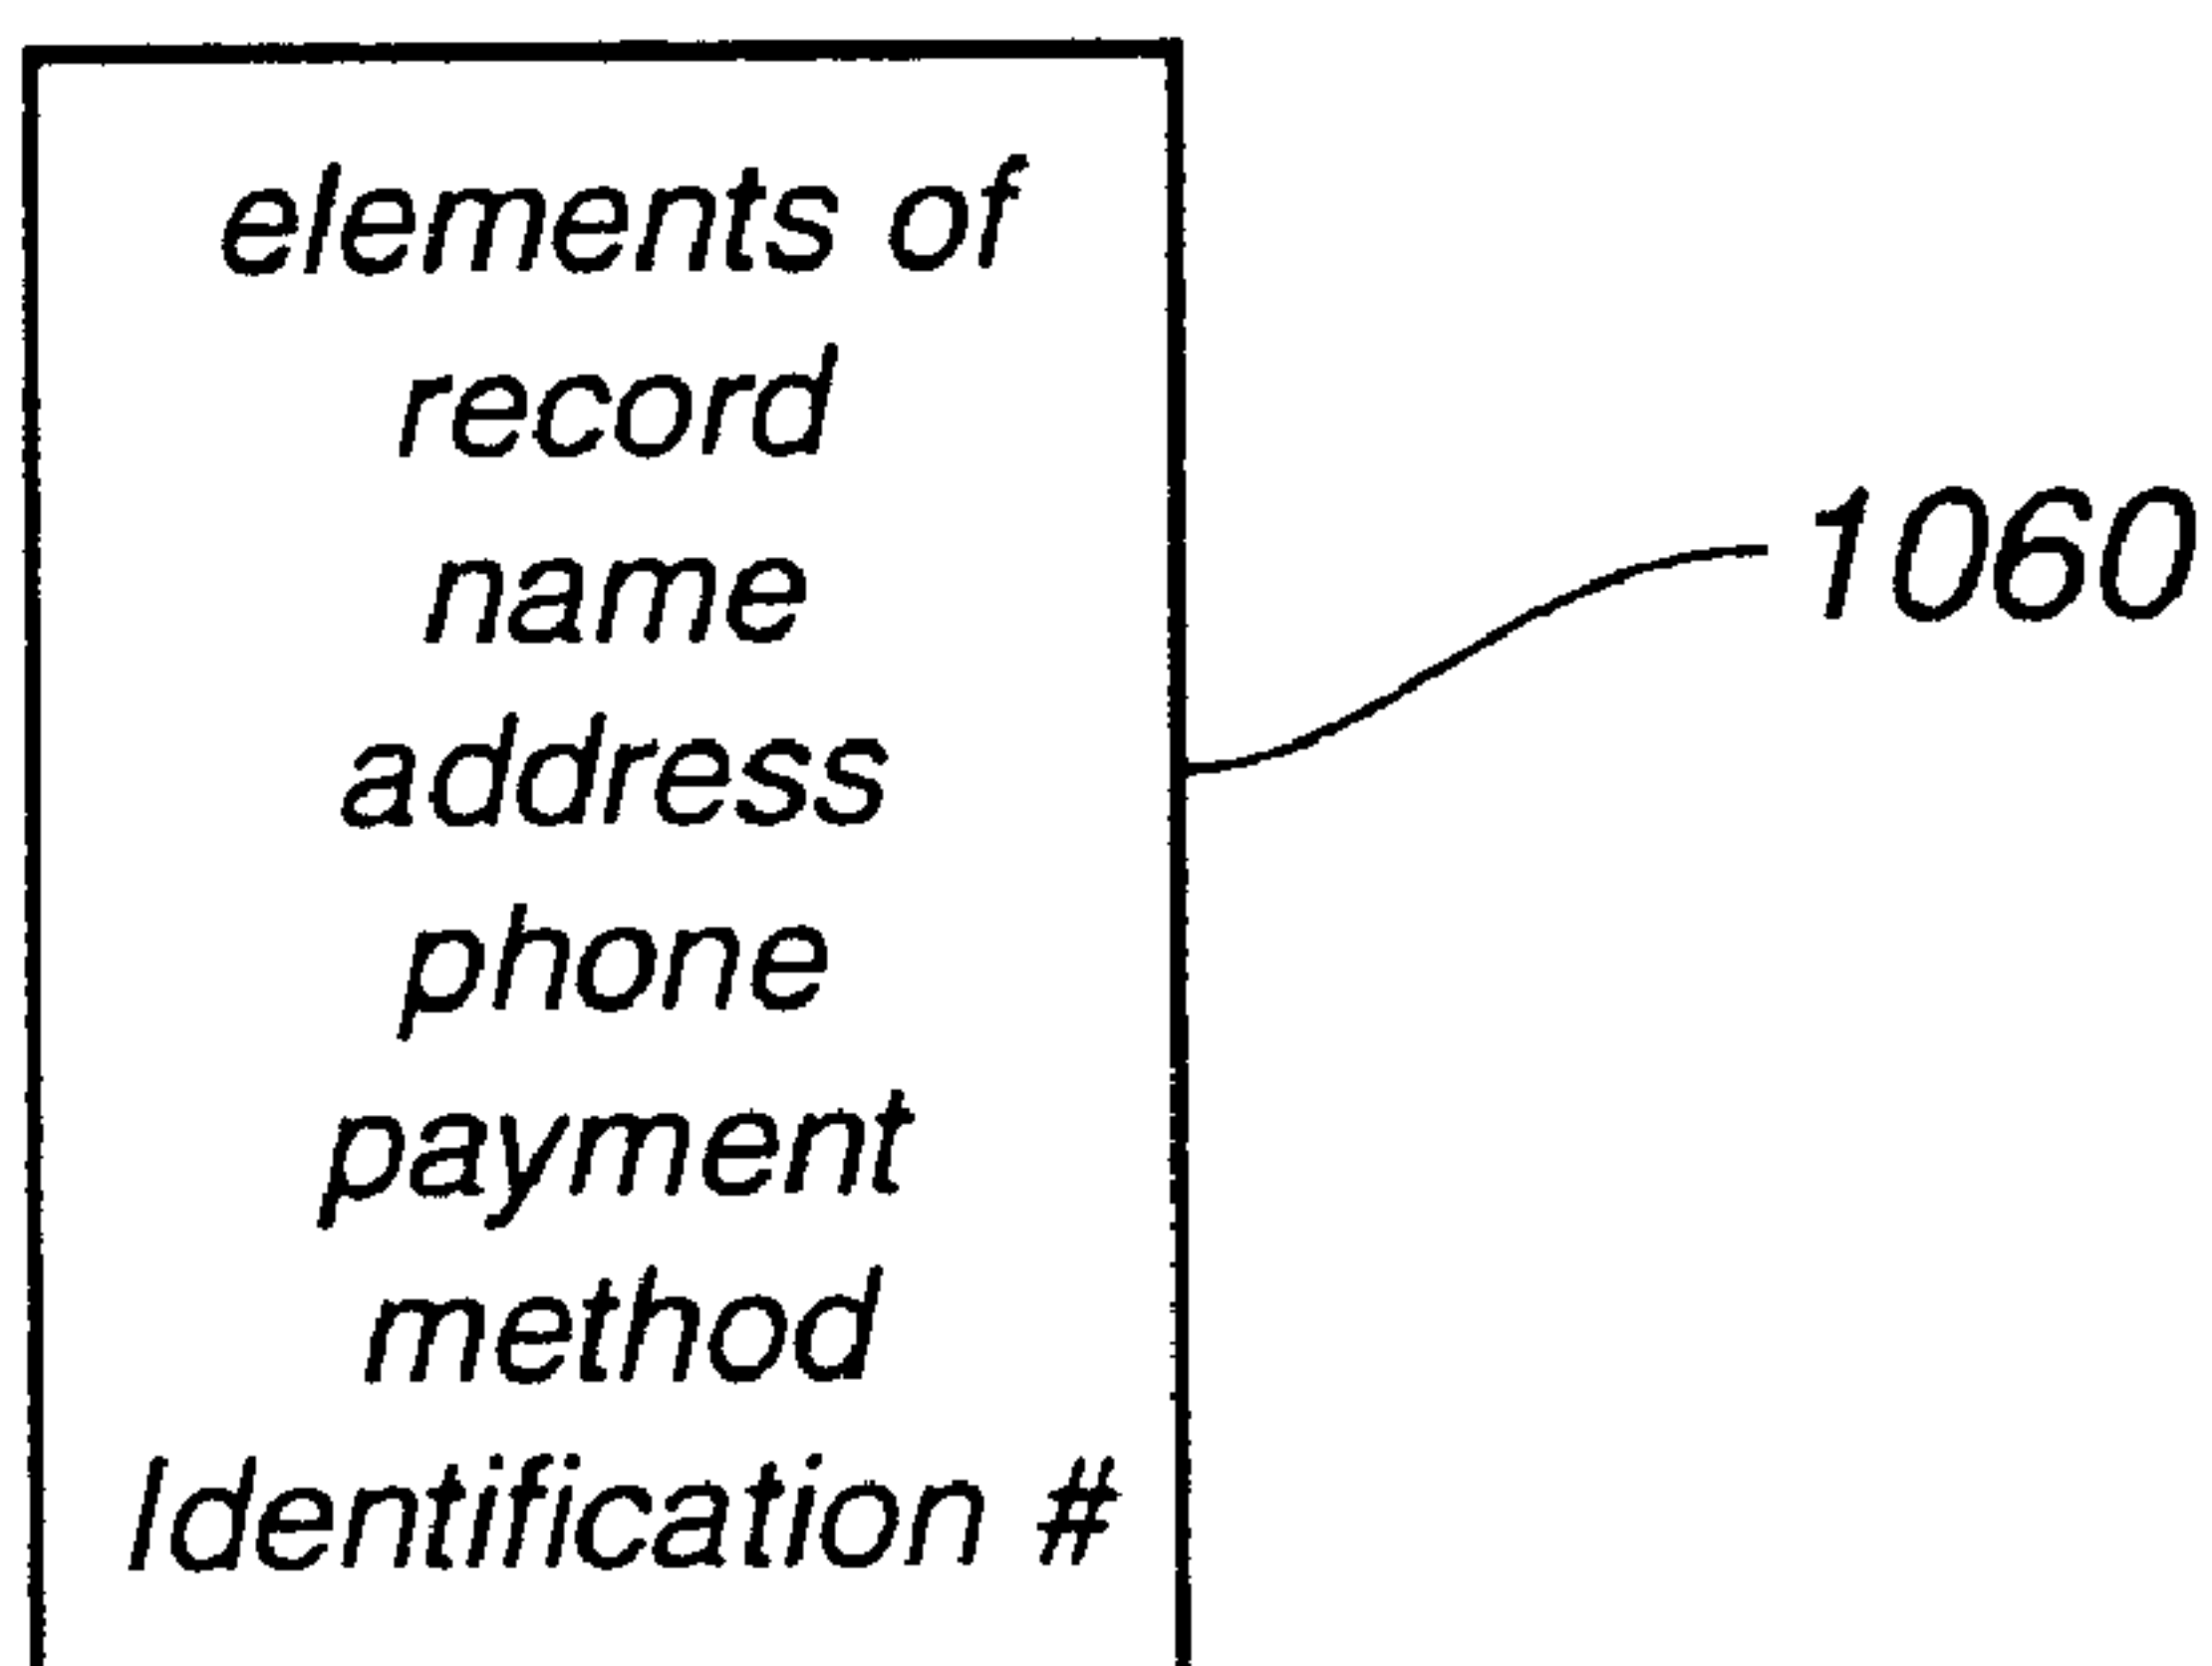 elements of
record
name
address
phone
payment
method
Identification #
1060